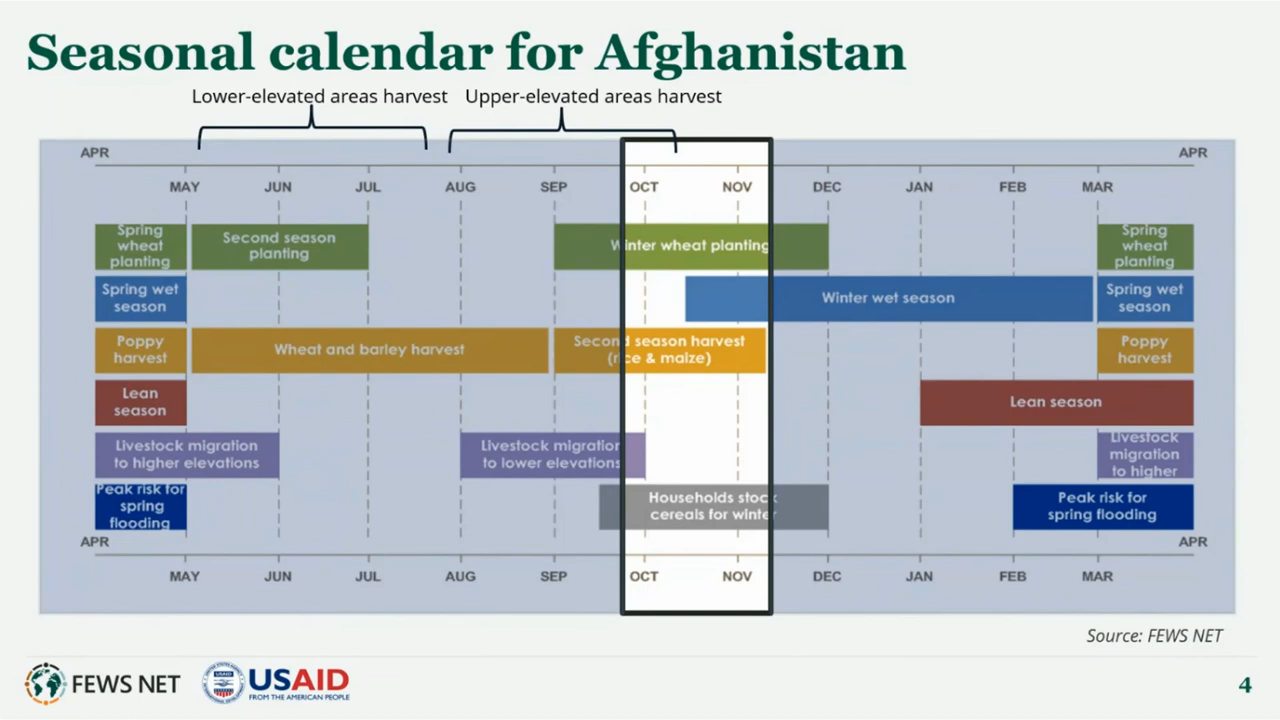 Seasonal calendar for Afghanistan
Lower-elevated areas harvest Upper-elevated areas harvest
APR APR
MAY JUN JUL AUG SEP OCT NOV DEC JAN FEB MAR
Spring
wheat
planting
Second season
planting
Winter wheat planting
Spring
wheat
planting
Spring wet
season
Winter wet season
Spring wet
season
Poppy
harvest
Wheat and barley harvest
Second season harvest
(rice & maize)
Poppy
harvest
Lean
season
Lean season
Livestock migration
to higher elevations
Livestock migration
to lower elevations
Livestock
migration
to higher
Peak risk for
spring
flooding
Households stock
cereals for winter
Peak risk for
spring flooding
APR APR
MAY JUN JUL AUG SEP OCT NOV DEC JAN FEB MAR
Source: FEWS NET
FEWS NET
USAID
USAID
FROM THE AMERICAN PEOPLE
4